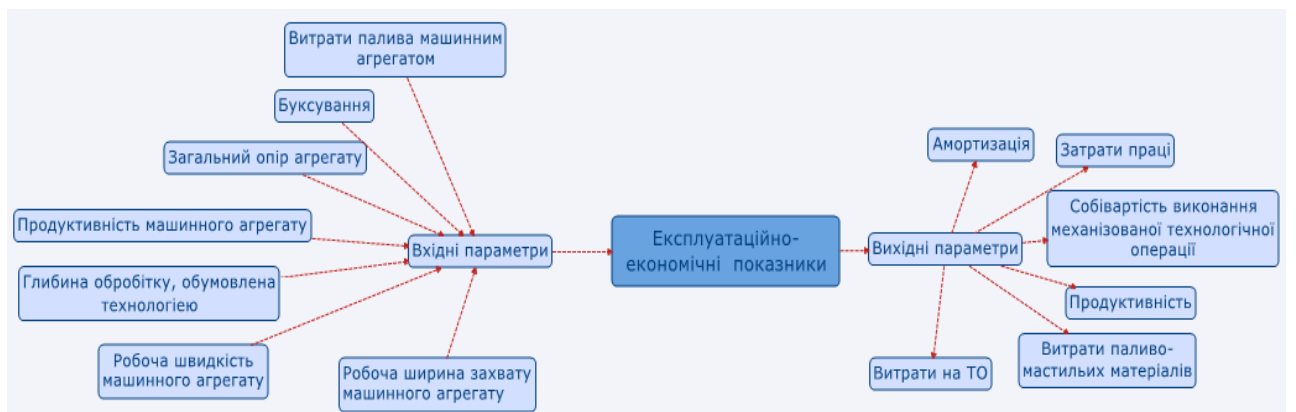 Витрати палива машинним
агрегатом
Буксування
Загальний опір агрегату
Продуктивність машинного агрегату
Глибина обробітку, обумовлена
технологією
Робоча швидкість
машинного агрегату
Робоча ширина захвату
машинного агрегату
Вхідні параметри
Експлуатаційно-
економічні показники
Вихідні параметри
Амортизація
Затрати праці
Собівартість виконання
механізованої технологічної
операції
Продуктивність
Витрати паливо-
мастильих матеріалів
Витрати на ТО